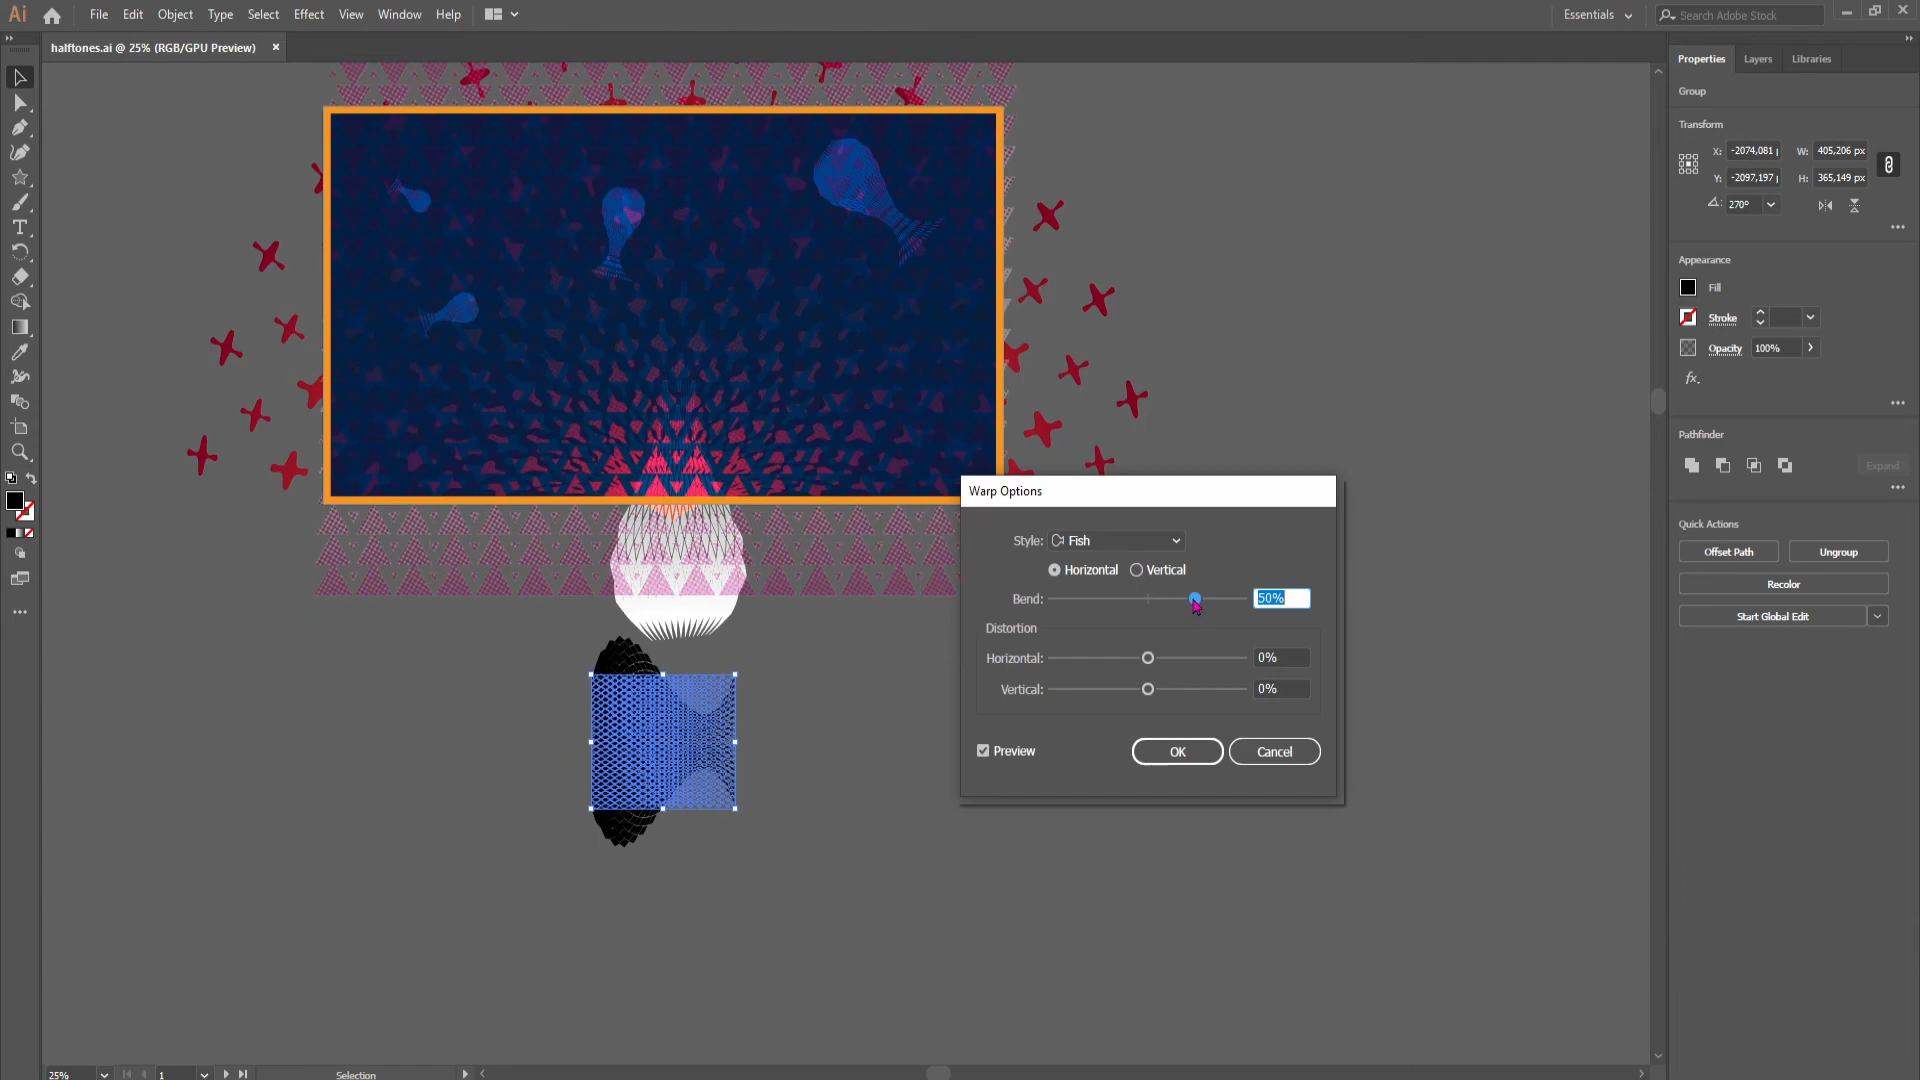 Ai File Edit Object Type Select Effect View Window Help Essentials Search Adobe Stock
halftones.ai @ 25% (RGB/GPU Preview) ×
Properties Layers Libraries
Group
Transform
X: -2074,081 W: 405,206 px
Y: -2097,197 H: 365,149 px
270°
Appearance
Fill
Stroke
Opacity 100%
fx.
Pathfinder
Expand
Quick Actions
Offset Path Ungroup
Recolor
Start Global Edit
Warp Options
Style: Fish
Horizontal Vertical
Bend: 50%
Distortion
Horizontal: 0%
Vertical: 0%
Preview OK Cancel
25% 1 Selection